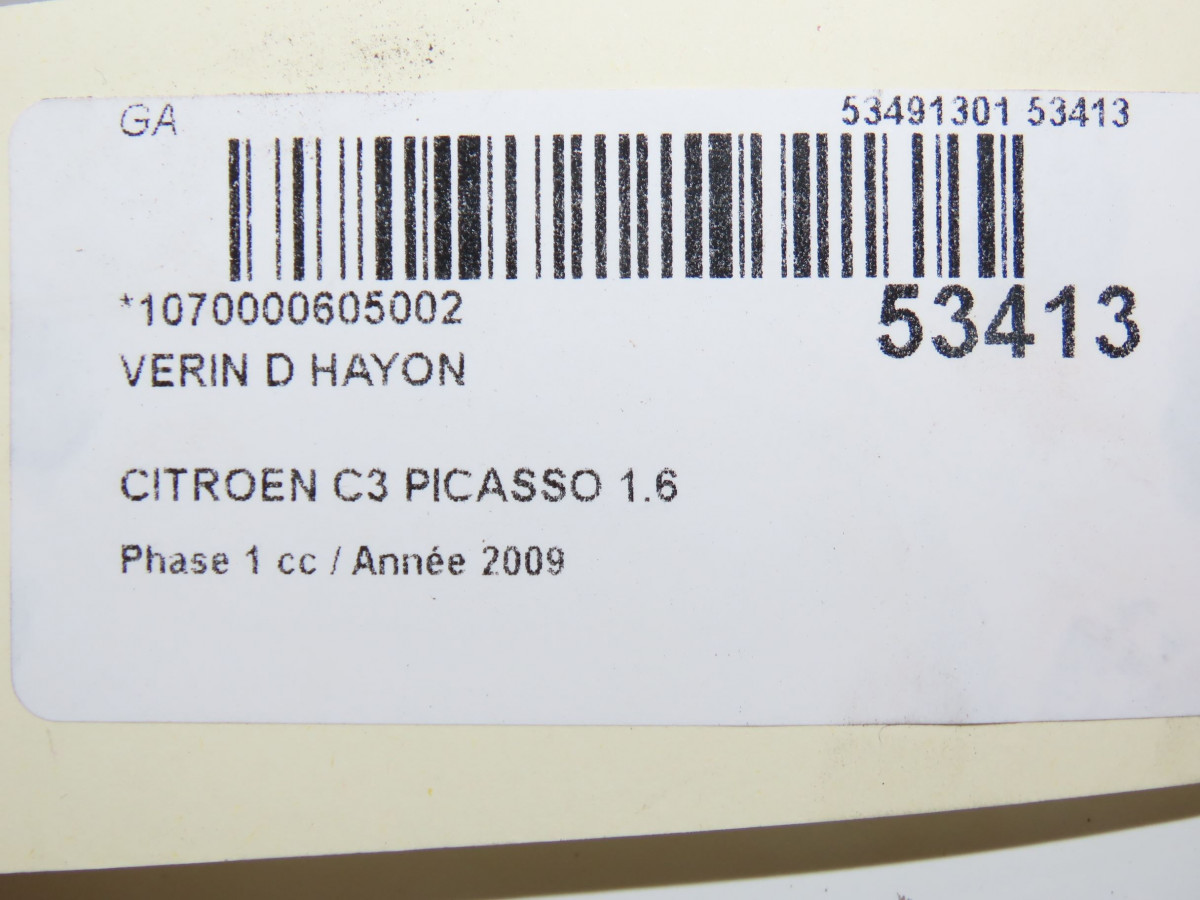 GA 53491301 53413
*1070000605002 53413
VERIN D HAYON
CITROEN C3 PICASSO 1.6
Phase 1 cc / Année 2009